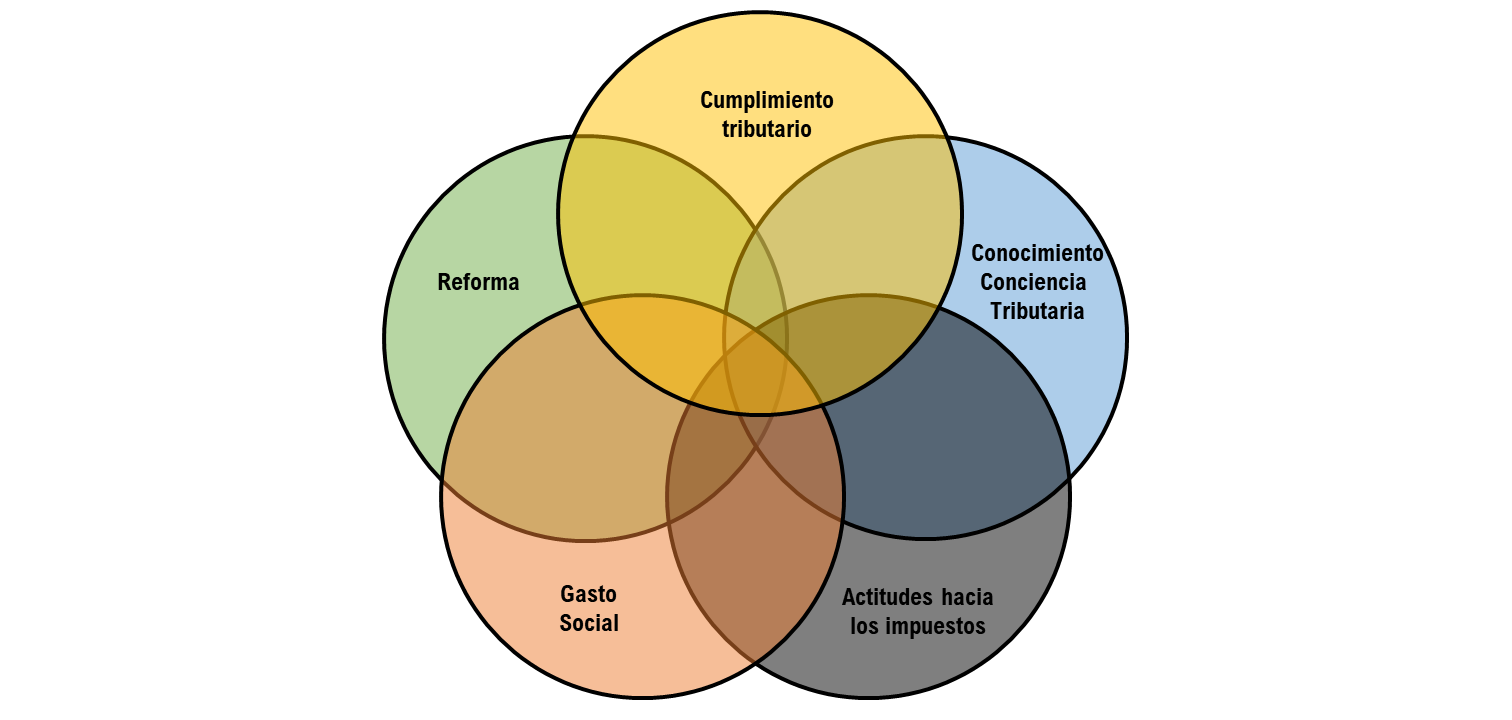 Cumplimiento
tributario
Reforma
Conocimiento
Conciencia
Tributaria
Gasto
Social
Actitudes hacia
los impuestos